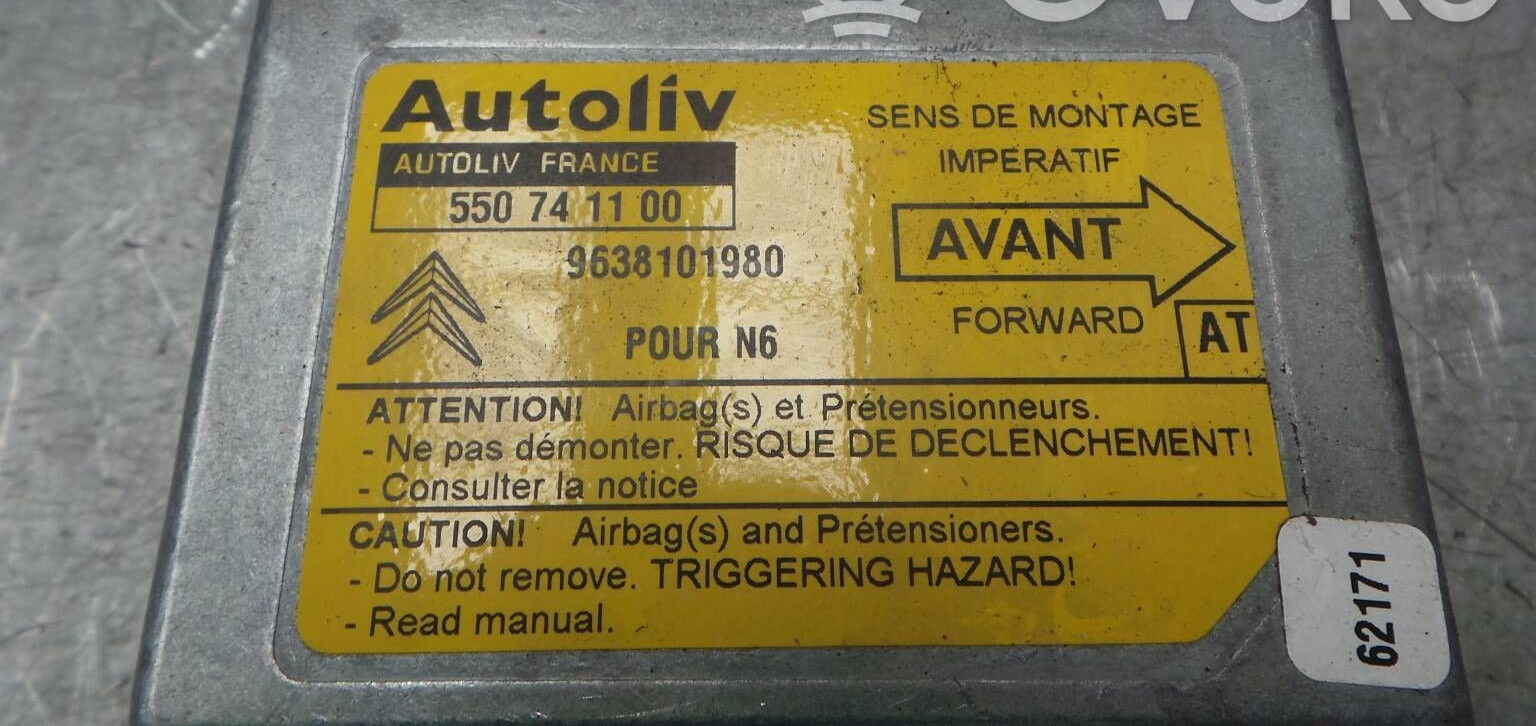 Autoliv
AUTOLIV FRANCE
550 74 11 00
9638101980
POUR N6
SENS DE MONTAGE
IMPERATIF
AVANT
FORWARD
AT
ATTENTION! Airbag(s) et Prétensionneurs.
- Ne pas démonter. RISQUE DE DECLENCHEMENT!
- Consulter la notice
CAUTION! Airbag(s) and Prétensioners.
- Do not remove. TRIGGERING HAZARD!
- Read manual.
62171